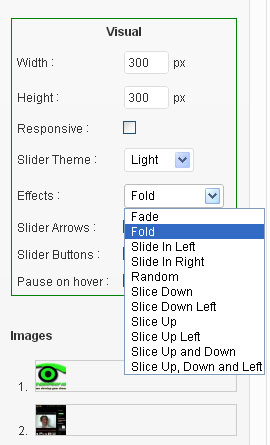 Visual
Width : 300 px
Height : 300 px
Responsive :
Slider Theme : Light
Effects : Fold
Fade
Fold
Slider Arrows :
Slide In Left
Slider Buttons :
Slide In Right
Random
Pause on hover :
Slice Down
Slice Down Left
Slice Up
Slice Up Left
Slice Up and Down
Slice Up, Down and Left
Images
1.
2.